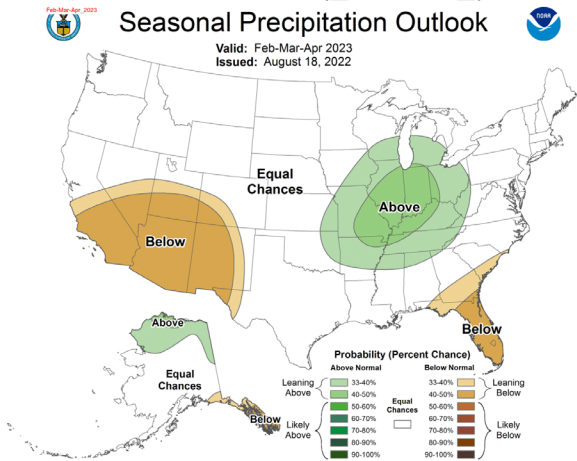 Feb-Mar-Apr_2023
Seasonal Precipitation Outlook
NOAA
Valid: Feb-Mar-Apr 2023
Issued: August 18, 2022
Equal
Chances
Above
Below
Below
Above
Equal
Chances
Below
Probability (Percent Chance)
Above Normal
Below Normal
Leaning
Above
33-40%
40-50%
Likely
Above
50-60%
60-70%
70-80%
80-90%
90-100%
Equal
Chances
33-40%
40-50%
Leaning
Below
50-60%
60-70%
70-80%
80-90%
90-100%
Likely
Below